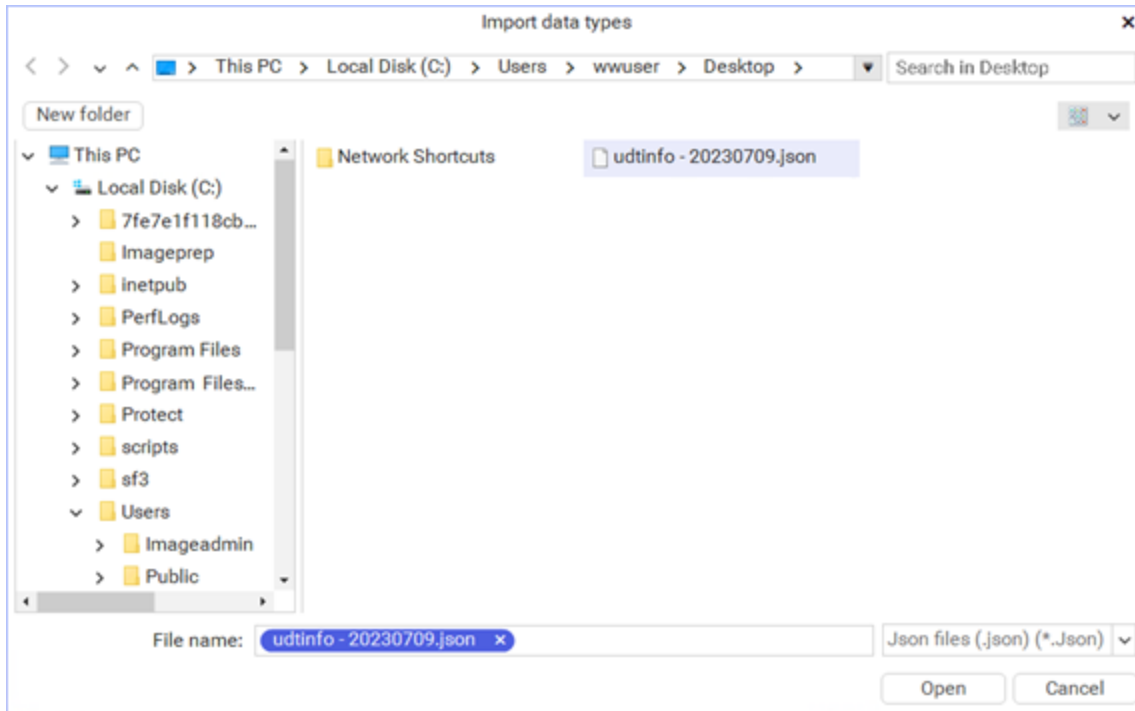 Import data types
This PC > Local Disk (C:) > Users > wwuser > Desktop >
Search in Desktop
New folder
This PC
Local Disk (C:)
7fe7e1f118cb...
Imageprep
inetpub
PerfLogs
Program Files
Program Files...
Protect
scripts
sf3
Users
Imageadmin
Public
Network Shortcuts
udtinfo - 20230709.json
File name: udtinfo - 20230709.json ×
Json files (.json) (*.Json)
Open
Cancel